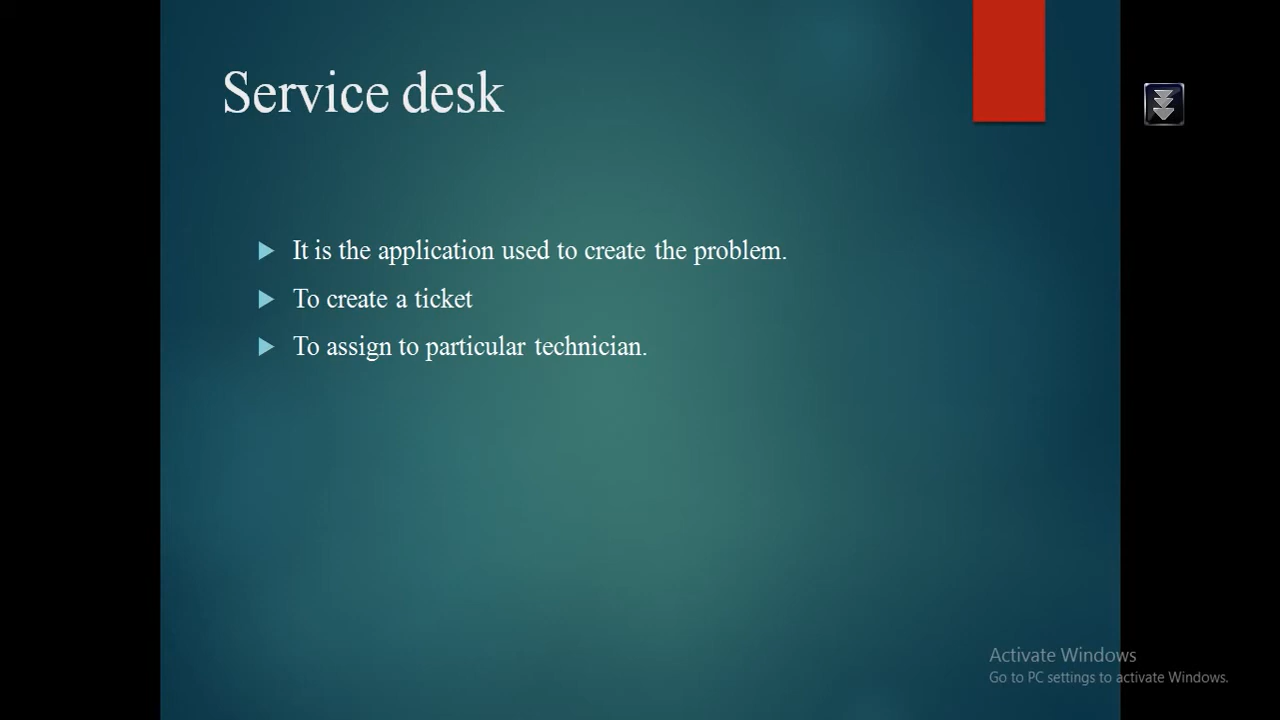 Service desk
It is the application used to create the problem.
To create a ticket
To assign to particular technician.
Activate Windows
Go to PC settings to activate Windows.